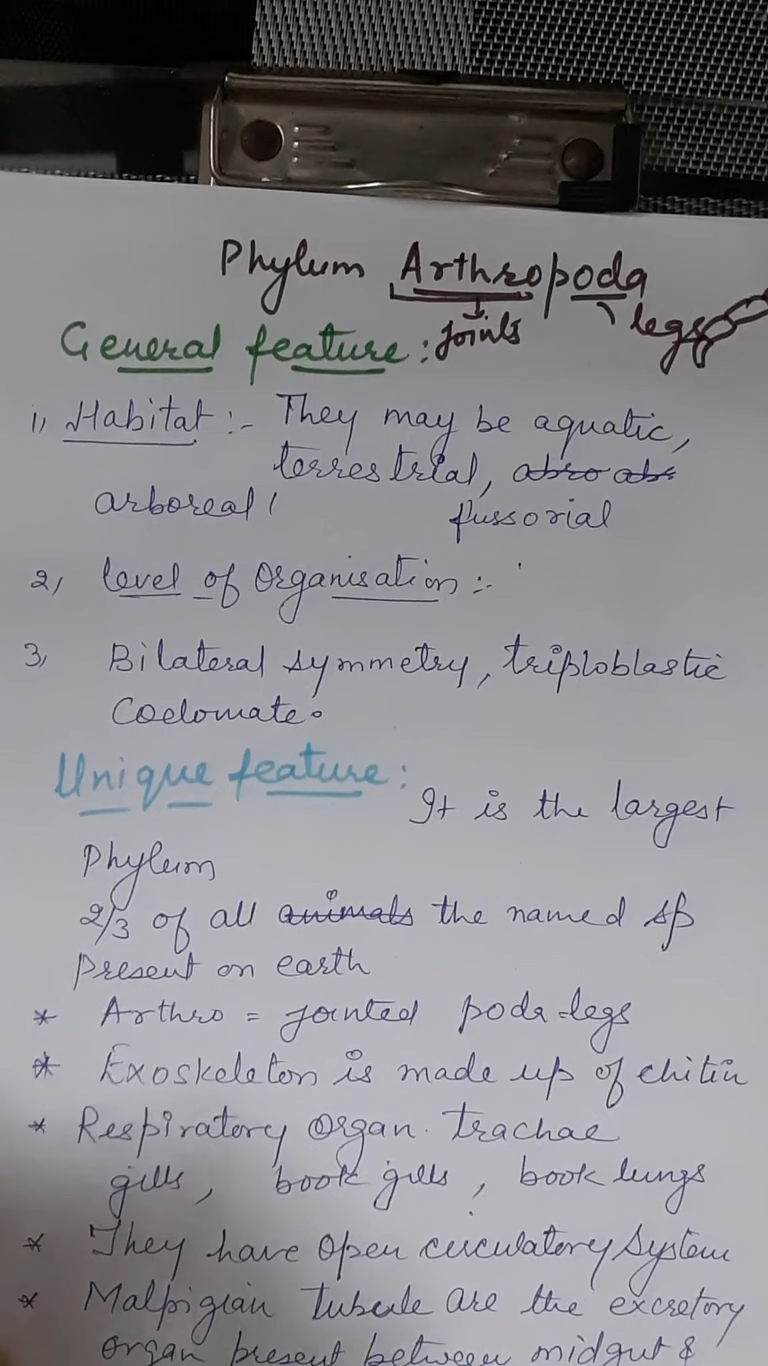 Phylum Arthropoda
joints legs
General feature:
1, Habitat :- They may be aquatic,
terrestrial, abro abr
arboreal, fussorial
2, level of Organisation :-
3, Bilateral symmetry, triploblastic
Coelomate.
Unique feature: It is the largest
Phylum
2/3 of all animals the named sp
Present on earth
* Arthro = jointed poda-legs
* Exoskeleton is made up of chitin
* Respiratory organ. trachae
gills, book gills, book lungs
* They have open circulatory system
* Malpigian tubule are the excretory
organ present between midgut &